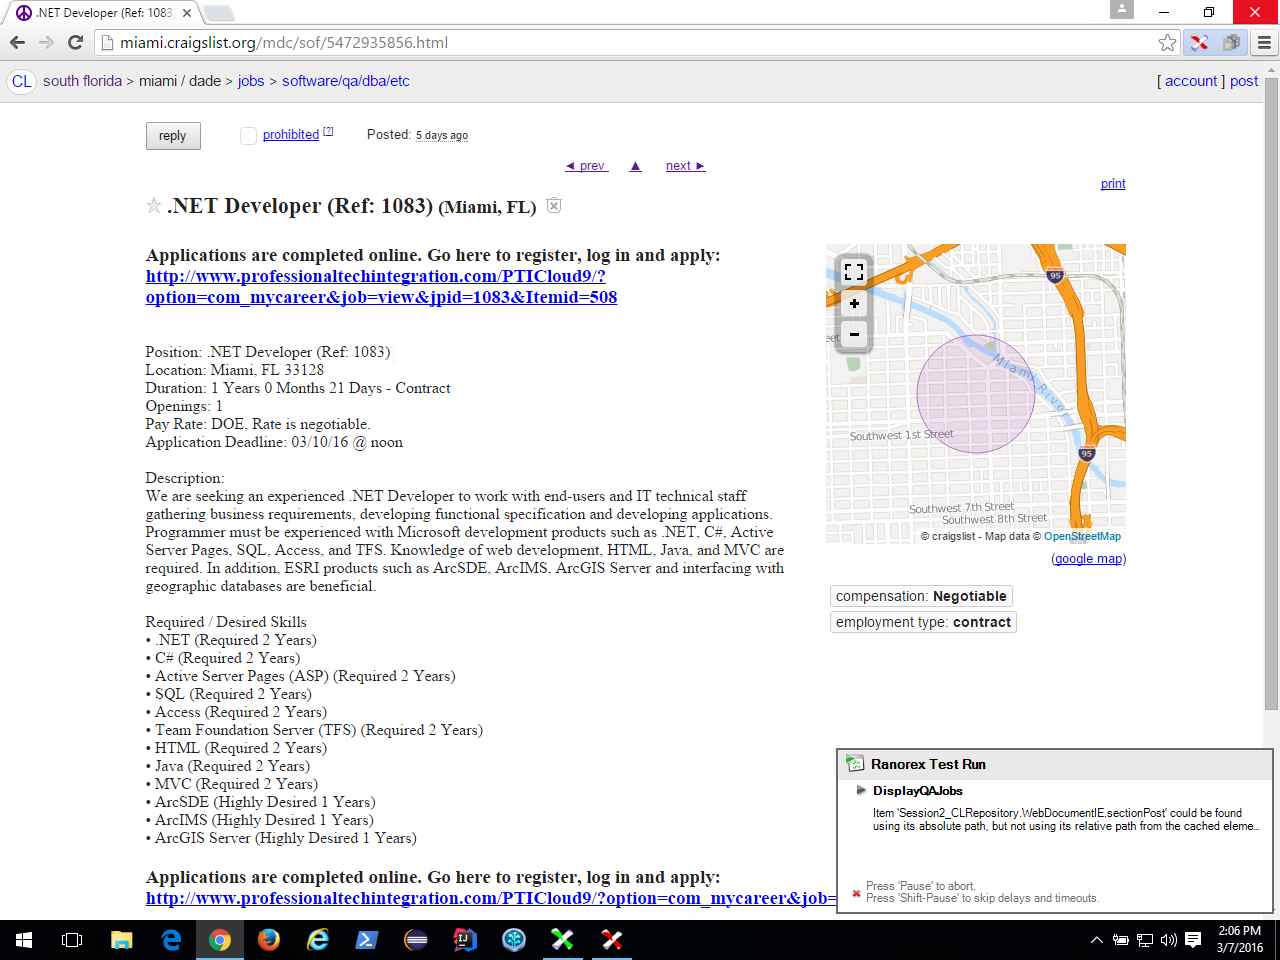 .NET Developer (Ref: 1083
miami.craigslist.org/mdc/sof/5472935856.html
CL south florida > miami / dade > jobs > software/qa/dba/etc
[ account ] post
reply
prohibited [?]
Posted: 5 days ago
◄ prev ▲ next ►
print
.NET Developer (Ref: 1083) (Miami, FL)
Applications are completed online. Go here to register, log in and apply:
http://www.professionaltechintegration.com/PTICloud9/?
option=com_mycareer&job=view&jpid=1083&Itemid=508
Position: .NET Developer (Ref: 1083)
Location: Miami, FL 33128
Duration: 1 Years 0 Months 21 Days - Contract
Openings: 1
Pay Rate: DOE, Rate is negotiable.
Application Deadline: 03/10/16 @ noon
Description:
We are seeking an experienced .NET Developer to work with end-users and IT technical staff
gathering business requirements, developing functional specification and developing applications.
Programmer must be experienced with Microsoft development products such as .NET, C#, Active
Server Pages, SQL, Access, and TFS. Knowledge of web development, HTML, Java, and MVC are
required. In addition, ESRI products such as ArcSDE, ArcIMS, ArcGIS Server and interfacing with
geographic databases are beneficial.
Required / Desired Skills
• .NET (Required 2 Years)
• C# (Required 2 Years)
• Active Server Pages (ASP) (Required 2 Years)
• SQL (Required 2 Years)
• Access (Required 2 Years)
• Team Foundation Server (TFS) (Required 2 Years)
• HTML (Required 2 Years)
• Java (Required 2 Years)
• MVC (Required 2 Years)
• ArcSDE (Highly Desired 1 Years)
• ArcIMS (Highly Desired 1 Years)
• ArcGIS Server (Highly Desired 1 Years)
Applications are completed online. Go here to register, log in and apply:
http://www.professionaltechintegration.com/PTICloud9/?option=com_mycareer&job=
+
−
95
Miami River
Southwest 1st Street
95
Southwest 7th Street
Southwest 8th Street
© craigslist - Map data © OpenStreetMap
(google map)
compensation: Negotiable
employment type: contract
Ranorex Test Run
DisplayQAJobs
Item 'Session2_CLRepository.WebDocumentIE.sectionPost' could be found
using its absolute path, but not using its relative path from the cached eleme...
Press 'Pause' to abort.
Press 'Shift-Pause' to skip delays and timeouts.
2:06 PM
3/7/2016